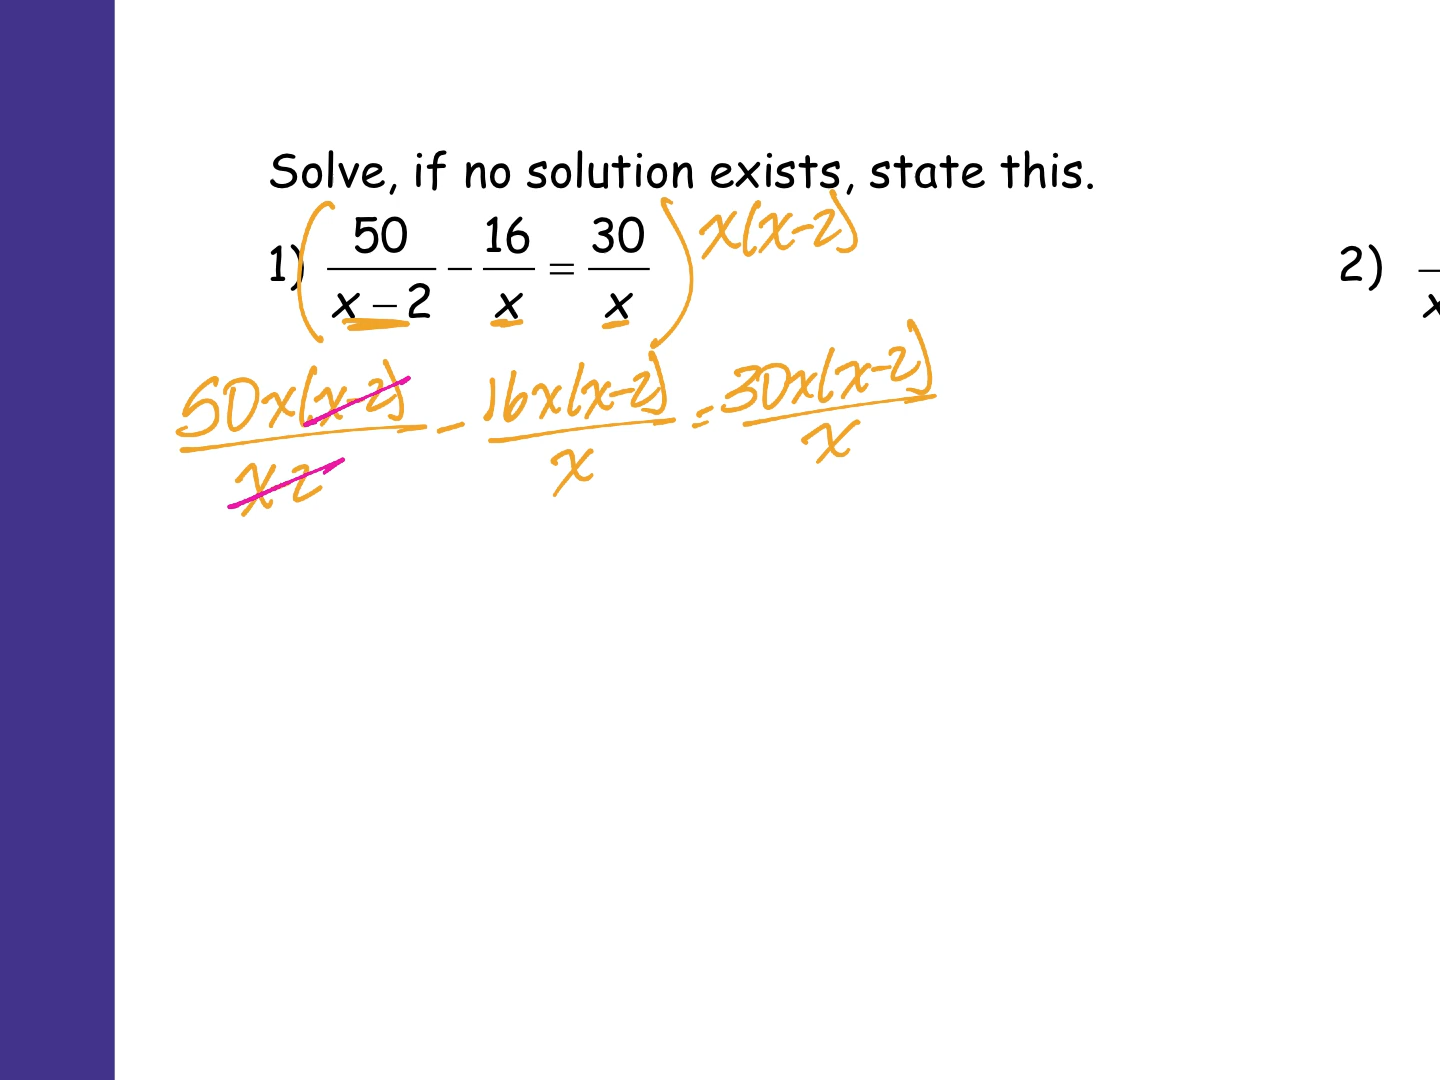 Solve, if no solution exists, state this.
1) ( 50/(x – 2) – 16/x = 30/x ) x(x-2)
2)
x
50x(x-2)/x 2 - 16x(x-2)/x = 30x(x-2)/x